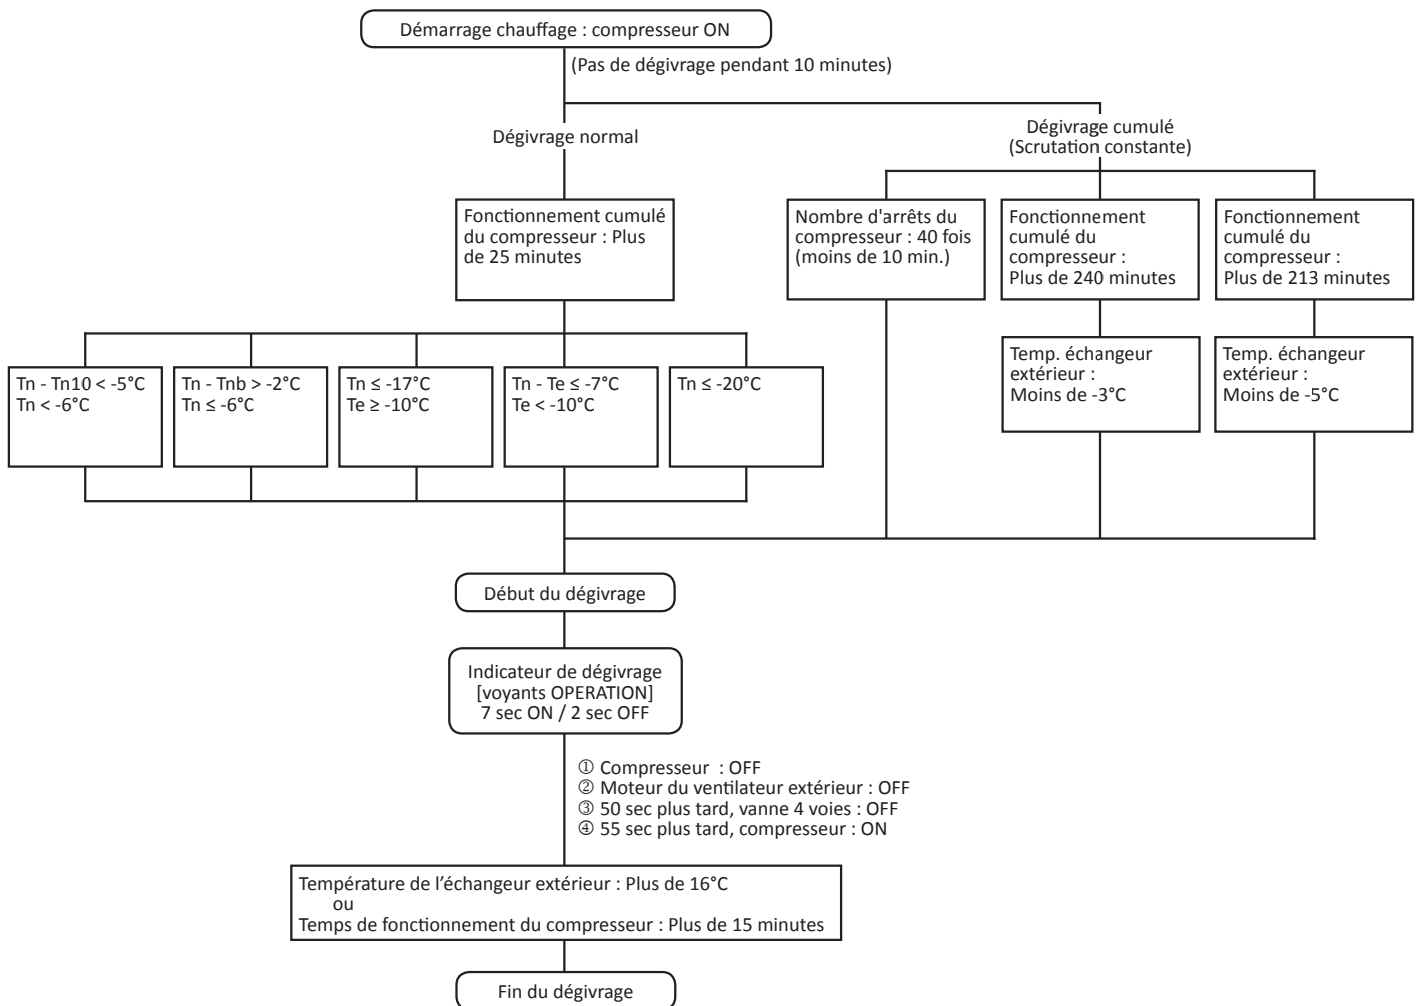 Démarrage chauffage : compresseur ON
(Pas de dégivrage pendant 10 minutes)
Dégivrage normal
Dégivrage cumulé
(Scrutation constante)
Fonctionnement cumulé
du compresseur : Plus
de 25 minutes
Nombre d'arrêts du
compresseur : 40 fois
(moins de 10 min.)
Fonctionnement
cumulé du
compresseur :
Plus de 240 minutes
Fonctionnement
cumulé du
compresseur :
Plus de 213 minutes
Tn - Tn10 < -5°C
Tn < -6°C
Tn - Tnb > -2°C
Tn ≤ -6°C
Tn ≤ -17°C
Te ≥ -10°C
Tn - Te ≤ -7°C
Te < -10°C
Tn ≤ -20°C
Temp. échangeur
extérieur :
Moins de -3°C
Temp. échangeur
extérieur :
Moins de -5°C
Début du dégivrage
Indicateur de dégivrage
[voyants OPERATION]
7 sec ON / 2 sec OFF
① Compresseur : OFF
② Moteur du ventilateur extérieur : OFF
③ 50 sec plus tard, vanne 4 voies : OFF
④ 55 sec plus tard, compresseur : ON
Température de l’échangeur extérieur : Plus de 16°C
ou
Temps de fonctionnement du compresseur : Plus de 15 minutes
Fin du dégivrage